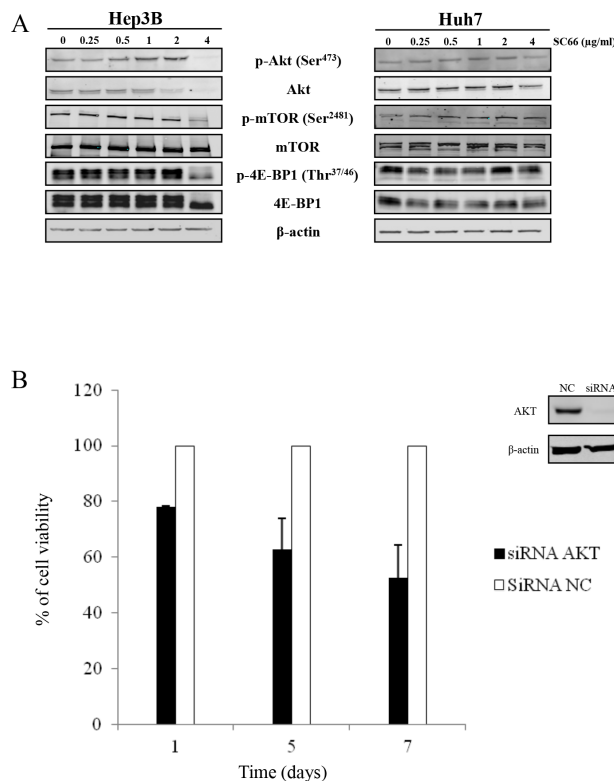 A
Hep3B
Huh7
0 0.25 0.5 1 2 4
0 0.25 0.5 1 2 4 SC66 (µg/ml)
p-Akt (Ser473)
Akt
p-mTOR (Ser2481)
mTOR
p-4E-BP1 (Thr37/46)
4E-BP1
β-actin
B
NC siRNA
AKT
β-actin
% of cell viability
120
100
80
60
40
20
0
1 5 7
Time (days)
siRNA AKT
SiRNA NC